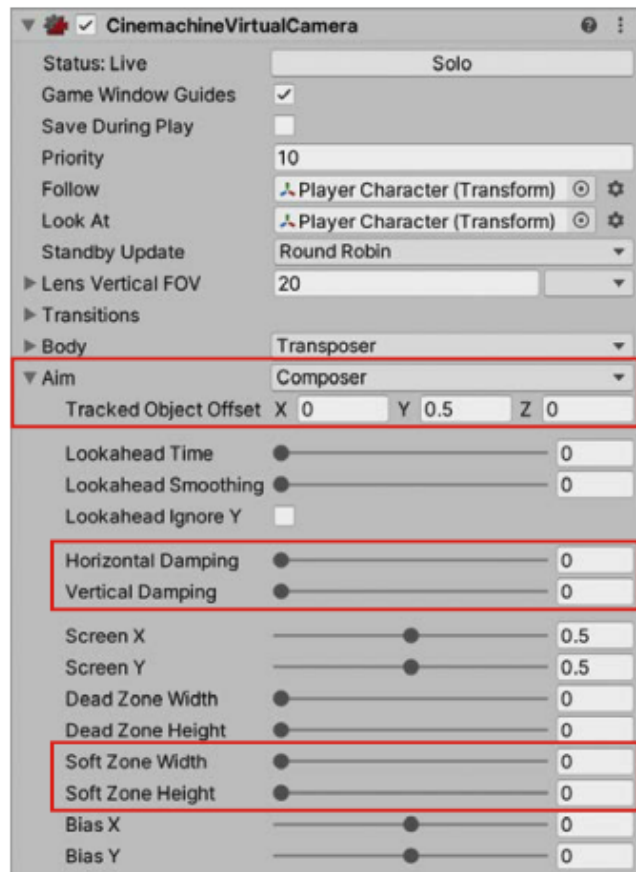 CinemachineVirtualCamera
Status: Live Solo
Game Window Guides
Save During Play
Priority 10
Follow Player Character (Transform)
Look At Player Character (Transform)
Standby Update Round Robin
Lens Vertical FOV 20
Transitions
Body Transposer
Aim Composer
Tracked Object Offset X 0 Y 0.5 Z 0
Lookahead Time 0
Lookahead Smoothing 0
Lookahead Ignore Y
Horizontal Damping 0
Vertical Damping 0
Screen X 0.5
Screen Y 0.5
Dead Zone Width 0
Dead Zone Height 0
Soft Zone Width 0
Soft Zone Height 0
Bias X 0
Bias Y 0